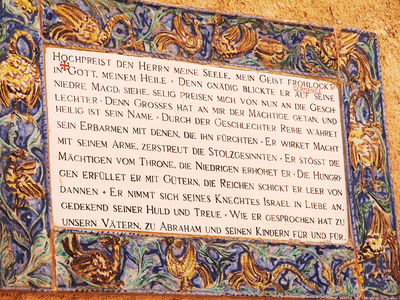 Hochpreist den Herrn meine Seele, mein Geist frohlockt
in Gott, meinem Heile • Denn gnädig blickte er auf seine
niedre Magd; siehe, selig preisen mich von nun an die Gesch-
lechter • Denn Grosses hat an mir der Mächtige getan, und
heilig ist sein Name • Durch der Geschlechter Reihe währet
sein Erbarmen mit denen, die ihn fürchten • Er wirket Macht
mit seinem Arme, zerstreut die Stolzgesinnten • Er stösst die
Mächtigen vom Throne, die Niedrigen erhöhet er • Die Hungri-
gen erfüllet er mit Gütern, die Reichen schickt er leer von
dannen • Er nimmt sich seines Knechtes Israel in Liebe an,
gedekend seiner Huld und Treue • Wie er gesprochen hat zu
unsern Vätern, zu Abraham und seinen Kindern für und für.